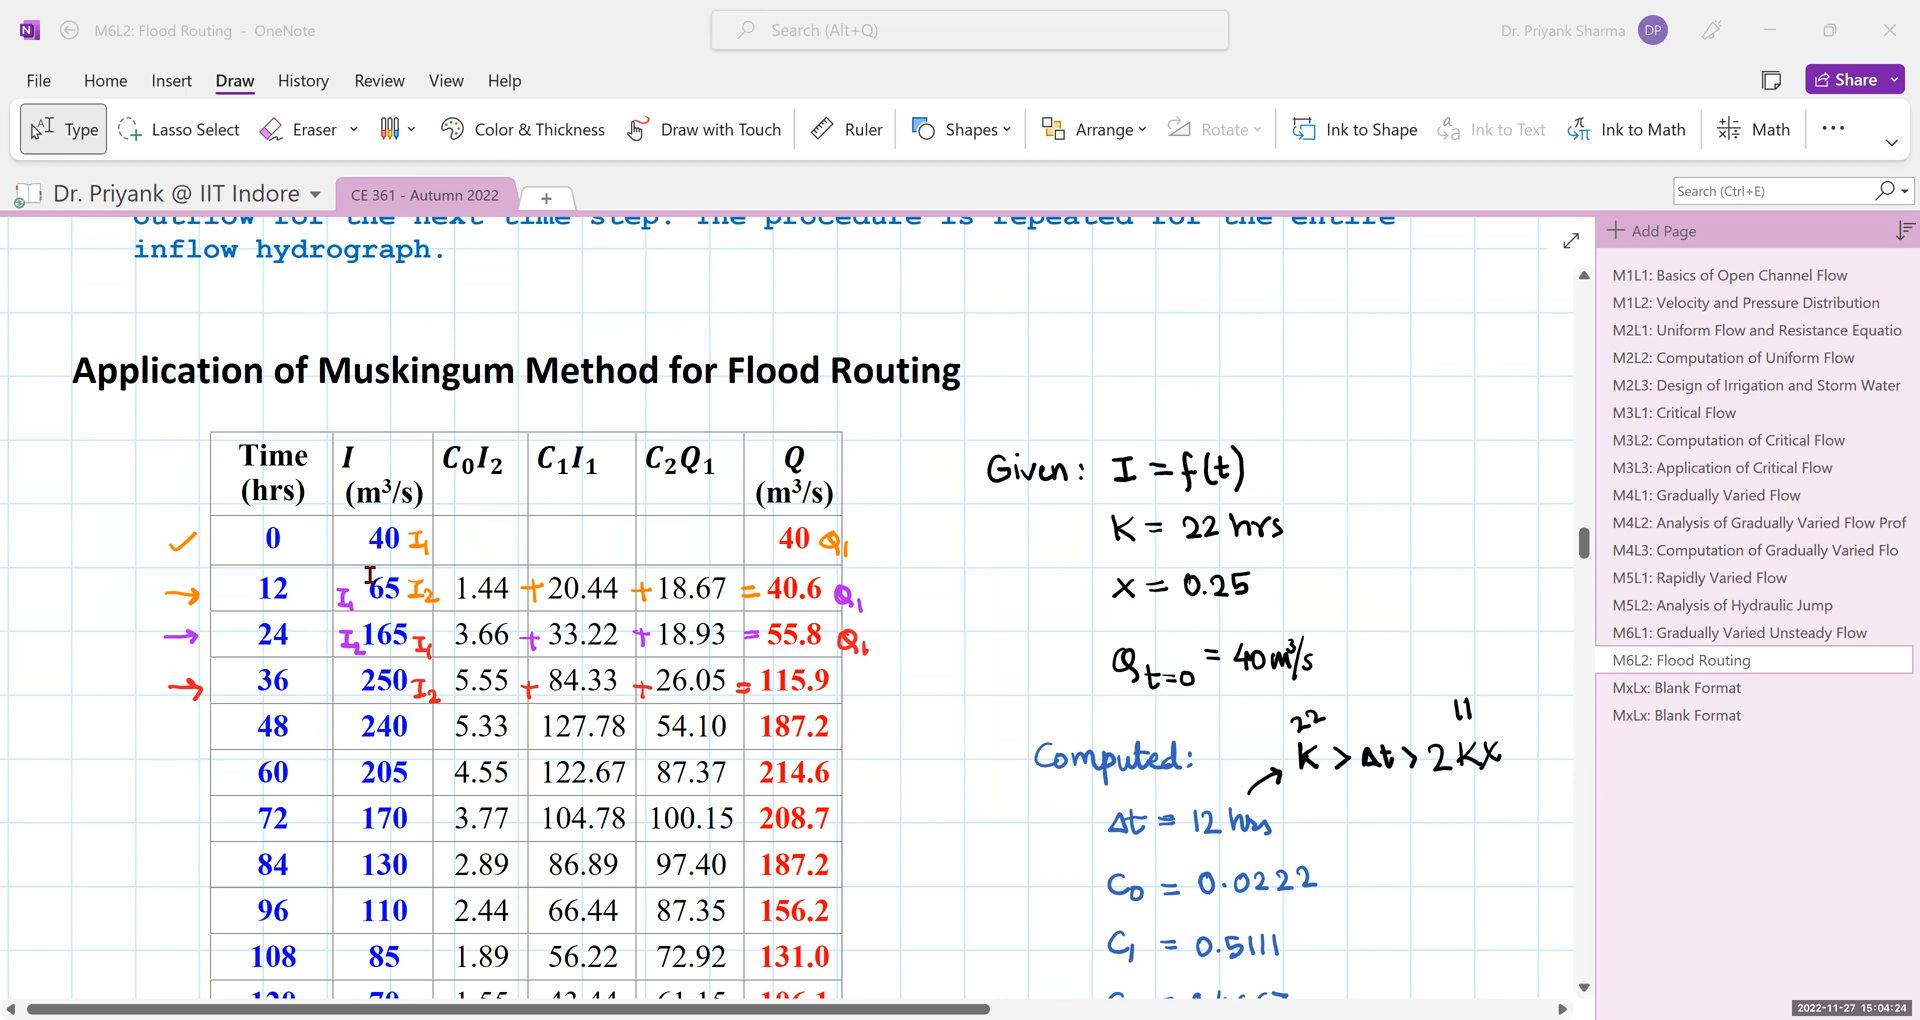 M6L2: Flood Routing - OneNote
Search (Alt+Q)
Dr. Priyank Sharma
DP
File Home Insert Draw History Review View Help
Share
Type Lasso Select Eraser Color & Thickness Draw with Touch Ruler Shapes Arrange Rotate Ink to Shape Ink to Text Ink to Math Math
Dr. Priyank @ IIT Indore
CE 361 - Autumn 2022
Search (Ctrl+E)
outflow for the next time step. The procedure is repeated for the entire
inflow hydrograph.
Application of Muskingum Method for Flood Routing
Time (hrs) I (m³/s) C₀I₂ C₁I₁ C₂Q₁ Q (m³/s)
0 40 I₁ 40 Q₁
12 I₁ 65 I₂ 1.44 + 20.44 + 18.67 = 40.6 Q₁
24 I₂ 165 I₁ 3.66 + 33.22 + 18.93 = 55.8 Q₁
36 250 I₂ 5.55 + 84.33 + 26.05 = 115.9
48 240 5.33 127.78 54.10 187.2
60 205 4.55 122.67 87.37 214.6
72 170 3.77 104.78 100.15 208.7
84 130 2.89 86.89 97.40 187.2
96 110 2.44 66.44 87.35 156.2
108 85 1.89 56.22 72.92 131.0
Given: I = f(t)
K = 22 hrs
x = 0.25
Q t=0 = 40 m³/s
22 11
Computed: K > Δt > 2Kx
Δt = 12 hrs
C₀ = 0.0222
C₁ = 0.5111
Add Page
M1L1: Basics of Open Channel Flow
M1L2: Velocity and Pressure Distribution
M2L1: Uniform Flow and Resistance Equatio
M2L2: Computation of Uniform Flow
M2L3: Design of Irrigation and Storm Water
M3L1: Critical Flow
M3L2: Computation of Critical Flow
M3L3: Application of Critical Flow
M4L1: Gradually Varied Flow
M4L2: Analysis of Gradually Varied Flow Prof
M4L3: Computation of Gradually Varied Flo
M5L1: Rapidly Varied Flow
M5L2: Analysis of Hydraulic Jump
M6L1: Gradually Varied Unsteady Flow
M6L2: Flood Routing
MxLx: Blank Format
MxLx: Blank Format
2022-11-27 15:04:24